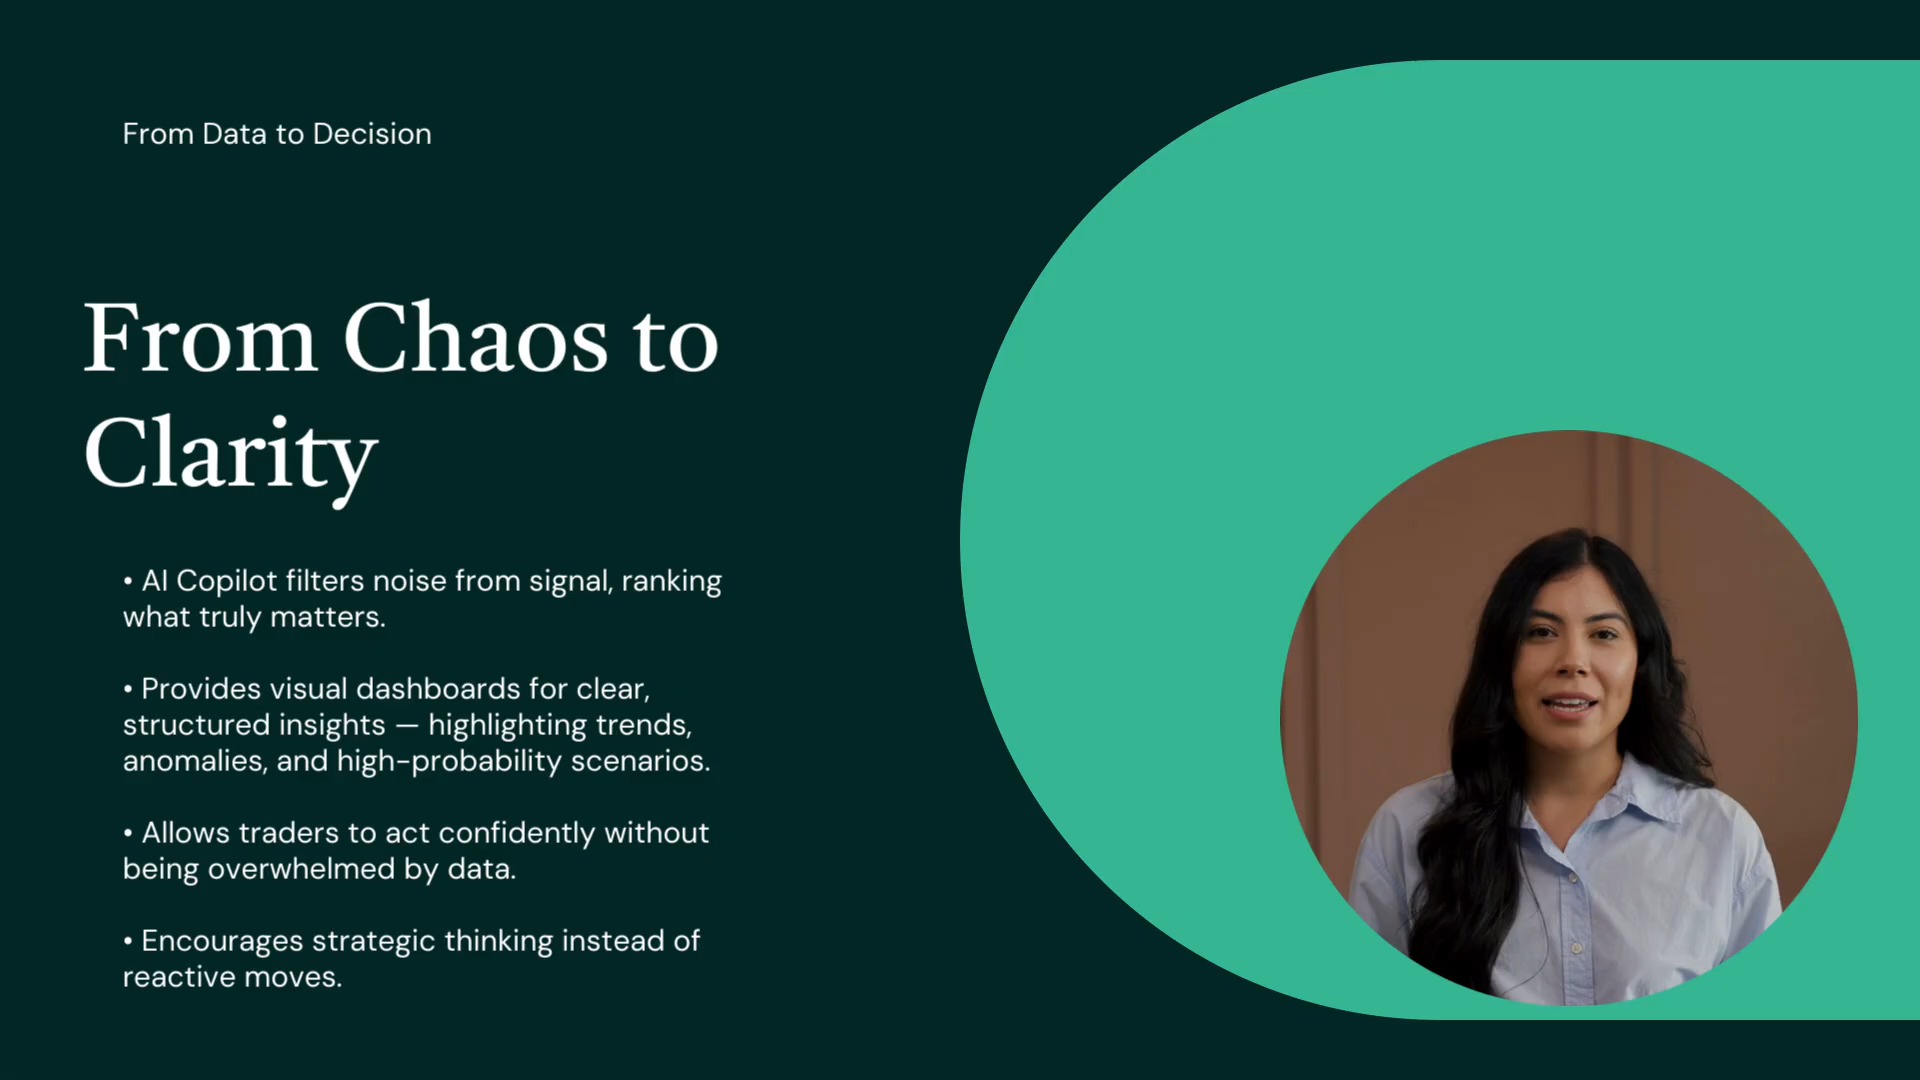 From Data to Decision
From Chaos to
Clarity
• AI Copilot filters noise from signal, ranking
what truly matters.
• Provides visual dashboards for clear,
structured insights — highlighting trends,
anomalies, and high-probability scenarios.
• Allows traders to act confidently without
being overwhelmed by data.
• Encourages strategic thinking instead of
reactive moves.